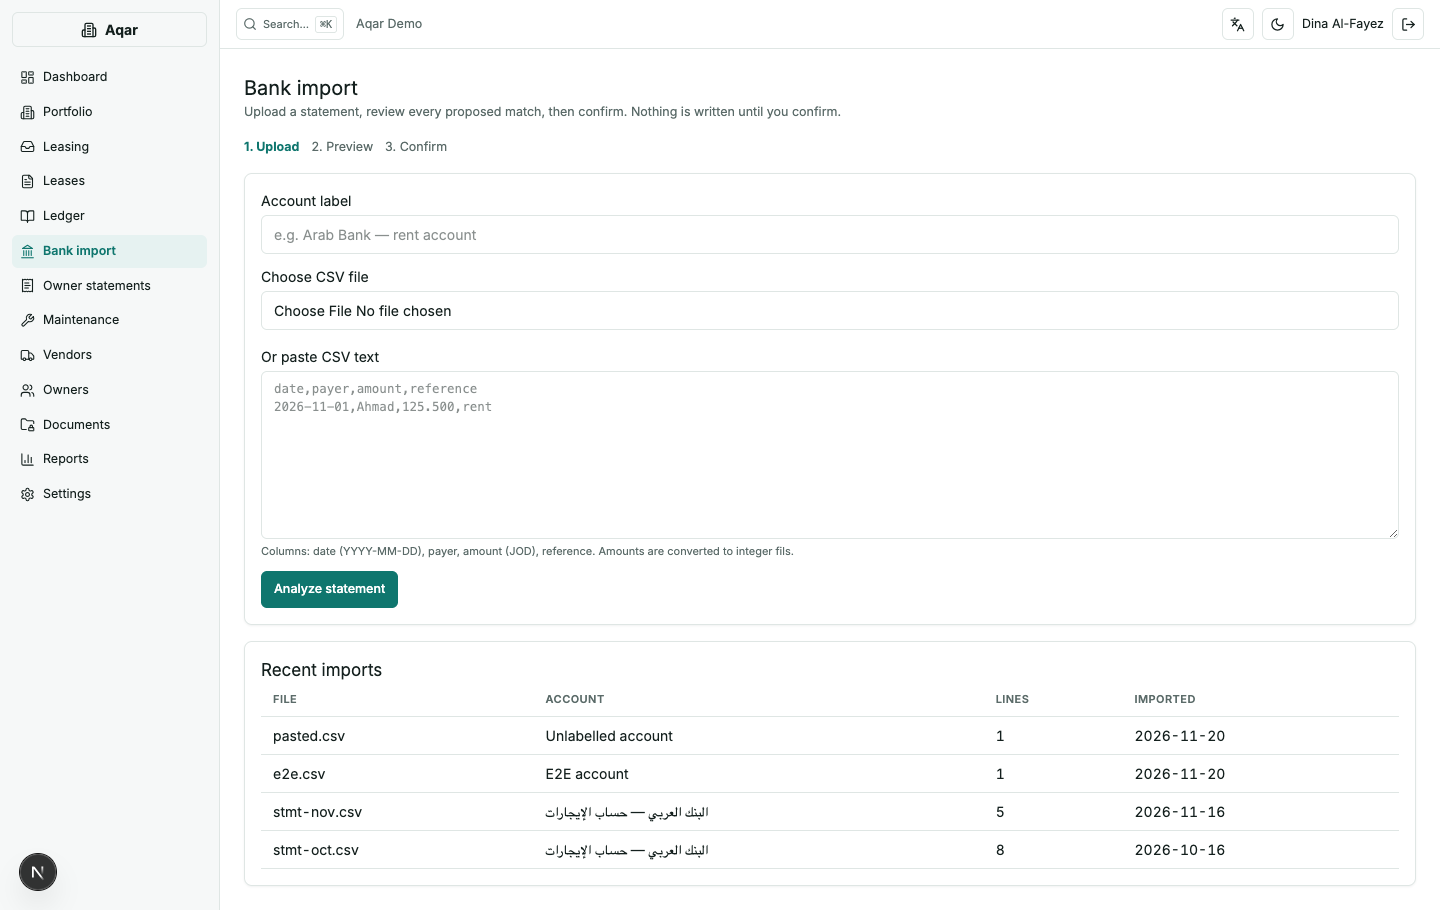 Aqar
Search... ⌘K
Aqar Demo
Dina Al-Fayez
Dashboard
Portfolio
Leasing
Leases
Ledger
Bank import
Owner statements
Maintenance
Vendors
Owners
Documents
Reports
Settings
Bank import
Upload a statement, review every proposed match, then confirm. Nothing is written until you confirm.
1. Upload 2. Preview 3. Confirm
Account label
e.g. Arab Bank — rent account
Choose CSV file
Choose File No file chosen
Or paste CSV text
date,payer,amount,reference
2026-11-01,Ahmad,125.500,rent
Columns: date (YYYY-MM-DD), payer, amount (JOD), reference. Amounts are converted to integer fils.
Analyze statement
Recent imports
FILE ACCOUNT LINES IMPORTED
pasted.csv Unlabelled account 1 2026-11-20
e2e.csv E2E account 1 2026-11-20
stmt-nov.csv البنك العربي — حساب الإيجارات 5 2026-11-16
stmt-oct.csv البنك العربي — حساب الإيجارات 8 2026-10-16
N